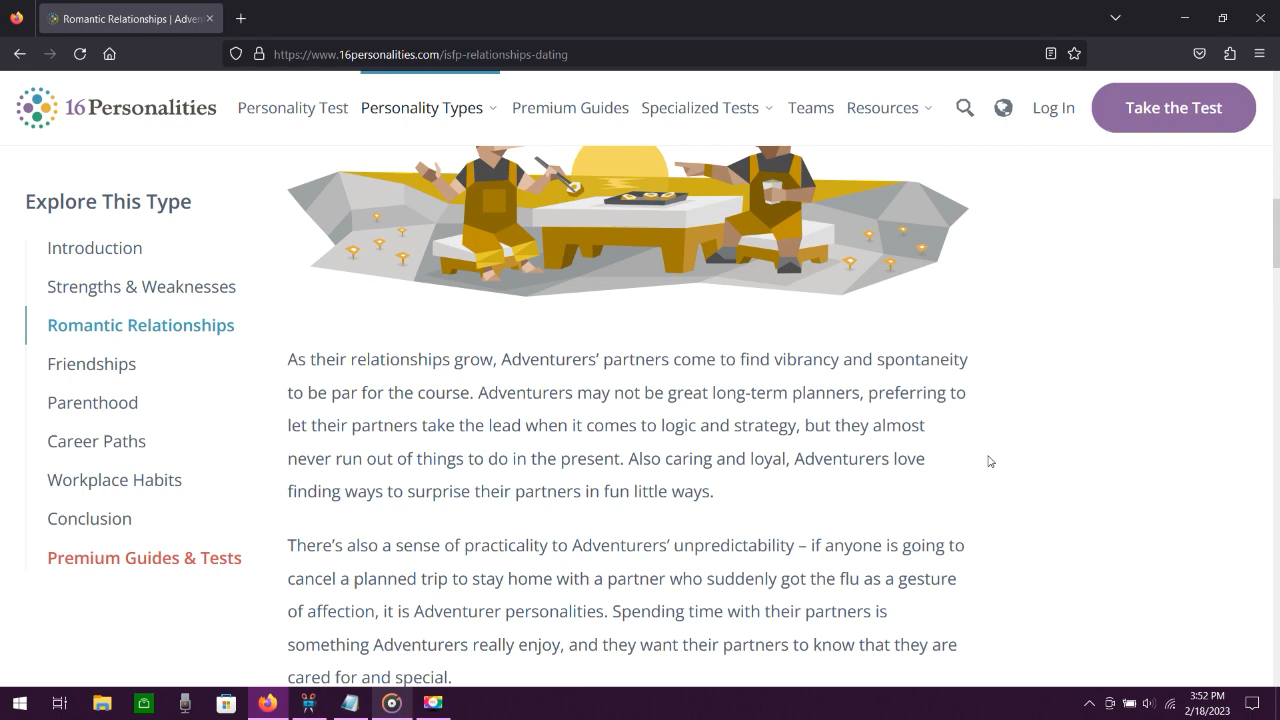 Romantic Relationships | Adven
https://www.16personalities.com/isfp-relationships-dating
16Personalities
Personality Test
Personality Types
Premium Guides
Specialized Tests
Teams
Resources
Log In
Take the Test
Explore This Type
Introduction
Strengths & Weaknesses
Romantic Relationships
Friendships
Parenthood
Career Paths
Workplace Habits
Conclusion
Premium Guides & Tests
As their relationships grow, Adventurers’ partners come to find vibrancy and spontaneity
to be par for the course. Adventurers may not be great long-term planners, preferring to
let their partners take the lead when it comes to logic and strategy, but they almost
never run out of things to do in the present. Also caring and loyal, Adventurers love
finding ways to surprise their partners in fun little ways.
There’s also a sense of practicality to Adventurers’ unpredictability – if anyone is going to
cancel a planned trip to stay home with a partner who suddenly got the flu as a gesture
of affection, it is Adventurer personalities. Spending time with their partners is
something Adventurers really enjoy, and they want their partners to know that they are
cared for and special.
3:52 PM
2/18/2023